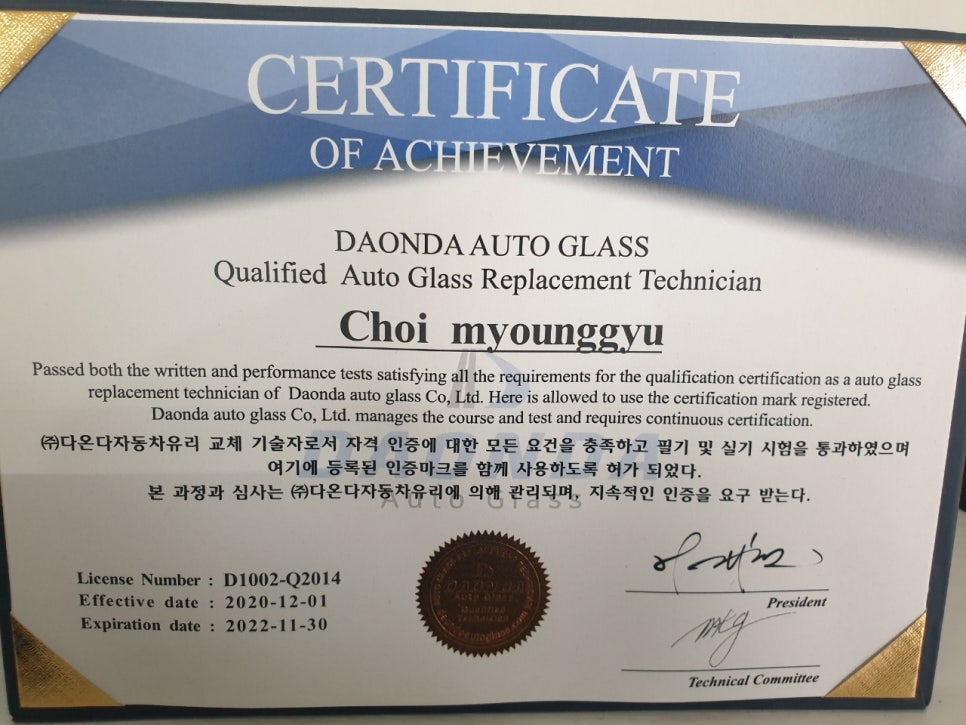 CERTIFICATE
OF ACHIEVEMENT
DAONDA AUTO GLASS
Qualified Auto Glass Replacement Technician
Choi myounggyu
Passed both the written and performance tests satisfying all the requirements for the qualification certification as a auto glass
replacement technician of Daonda auto glass Co, Ltd. Here is allowed to use the certification mark registered.
Daonda auto glass Co, Ltd. manages the course and test and requires continuous certification.
㈜다온다자동차유리 교체 기술자로서 자격 인증에 대한 모든 요건을 충족하고 필기 및 실기 시험을 통과하였으며
여기에 등록된 인증마크를 함께 사용하도록 허가 되었다.
본 과정과 심사는 ㈜다온다자동차유리에 의해 관리되며, 지속적인 인증을 요구 받는다.
DAONDA
Auto Glass
License Number : D1002-Q2014
Effective date : 2020-12-01
Expiration date : 2022-11-30
DAONDA
Auto Glass
Qualified
Technician
President
Technical Committee